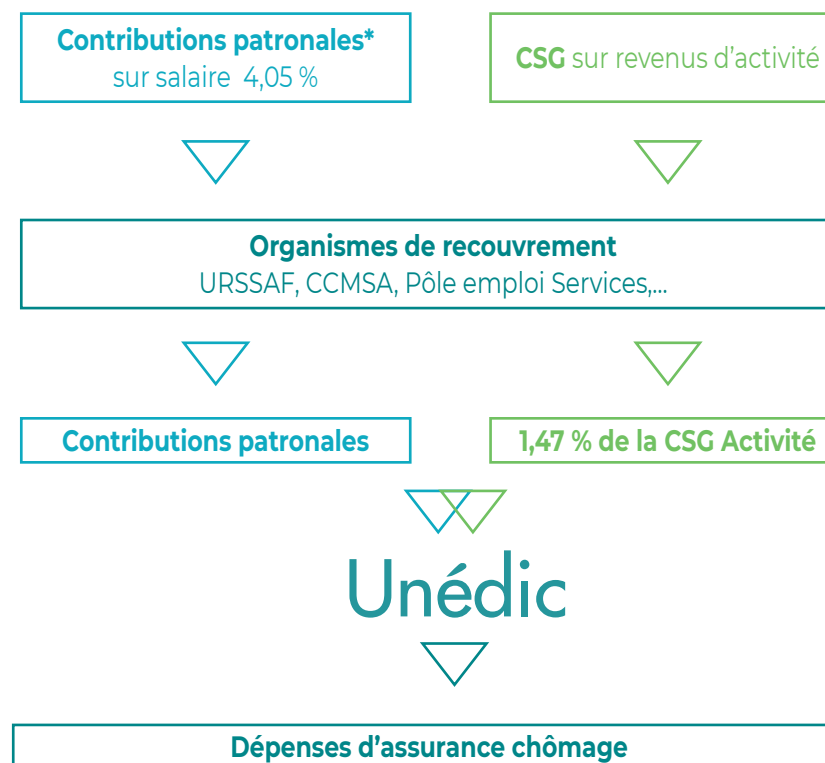 Contributions patronales*
sur salaire 4,05 %
CSG sur revenus d’activité
Organismes de recouvrement
URSSAF, CCMSA, Pôle emploi Services,...
Contributions patronales
1,47 % de la CSG Activité
Unédic
Dépenses d’assurance chômage